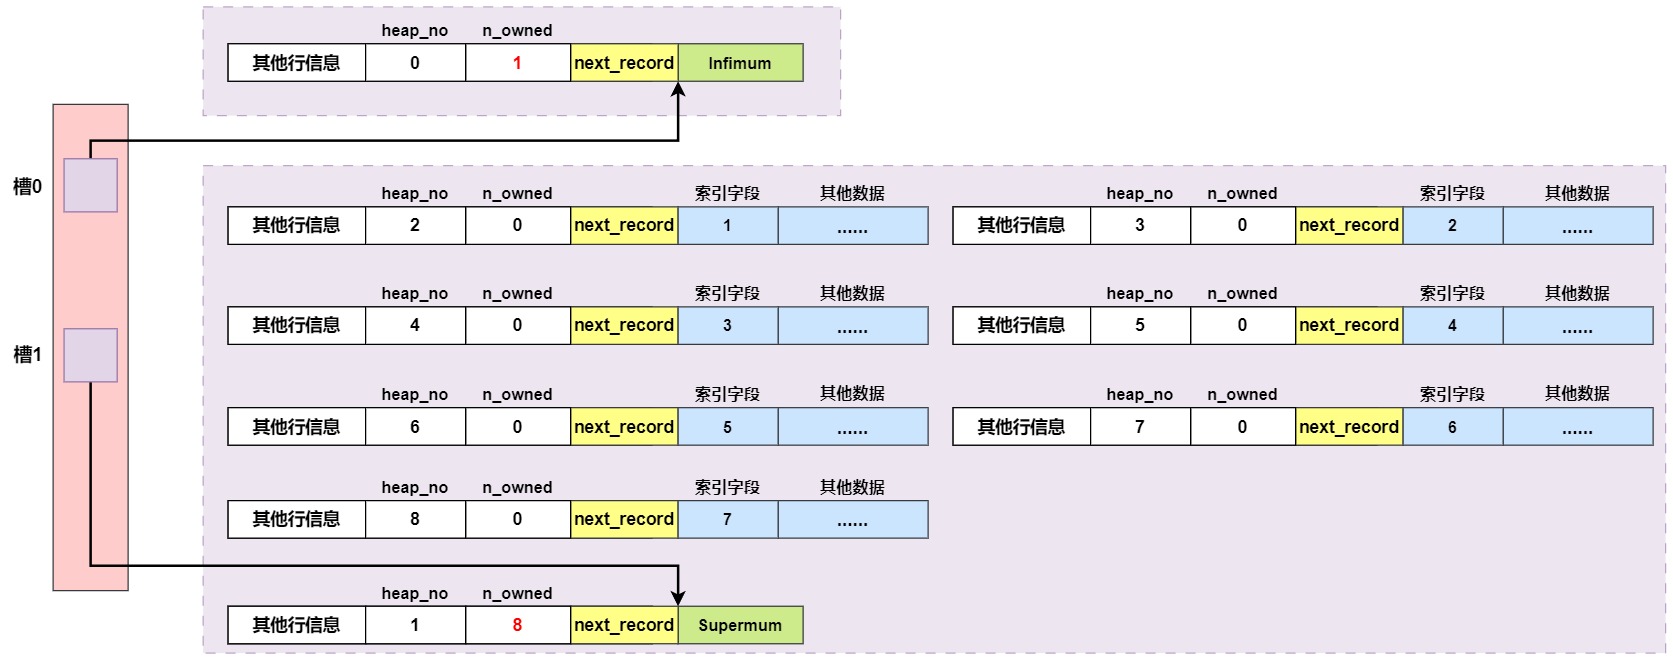 heap_no n_owned
其他行信息 0 1 next_record Infimum
槽0
heap_no n_owned 索引字段 其他数据 heap_no n_owned 索引字段 其他数据
其他行信息 2 0 next_record 1 ...... 其他行信息 3 0 next_record 2 ......
heap_no n_owned 索引字段 其他数据 heap_no n_owned 索引字段 其他数据
其他行信息 4 0 next_record 3 ...... 其他行信息 5 0 next_record 4 ......
槽1
heap_no n_owned 索引字段 其他数据 heap_no n_owned 索引字段 其他数据
其他行信息 6 0 next_record 5 ...... 其他行信息 7 0 next_record 6 ......
heap_no n_owned 索引字段 其他数据
其他行信息 8 0 next_record 7 ......
heap_no n_owned
其他行信息 1 8 next_record Supermum